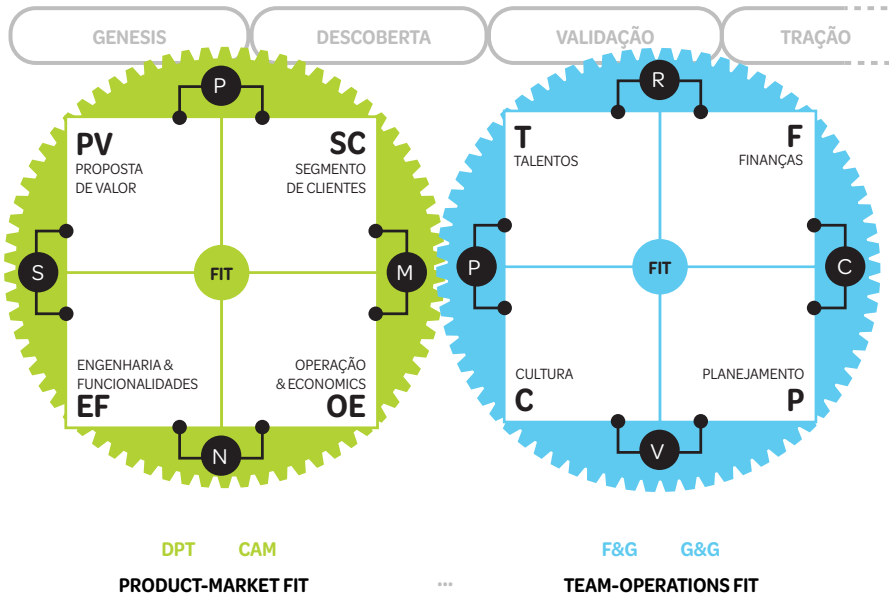 GENESIS
DESCOBERTA
VALIDAÇÃO
TRAÇÃO
P
PV
PROPOSTA
DE VALOR
SC
SEGMENTO
DE CLIENTES
S
FIT
M
ENGENHARIA &
FUNCIONALIDADES
EF
OPERAÇÃO
& ECONOMICS
OE
N
R
T
TALENTOS
F
FINANÇAS
P
FIT
C
CULTURA
C
PLANEJAMENTO
P
V
DPT CAM
PRODUCT-MARKET FIT
...
F&G G&G
TEAM-OPERATIONS FIT